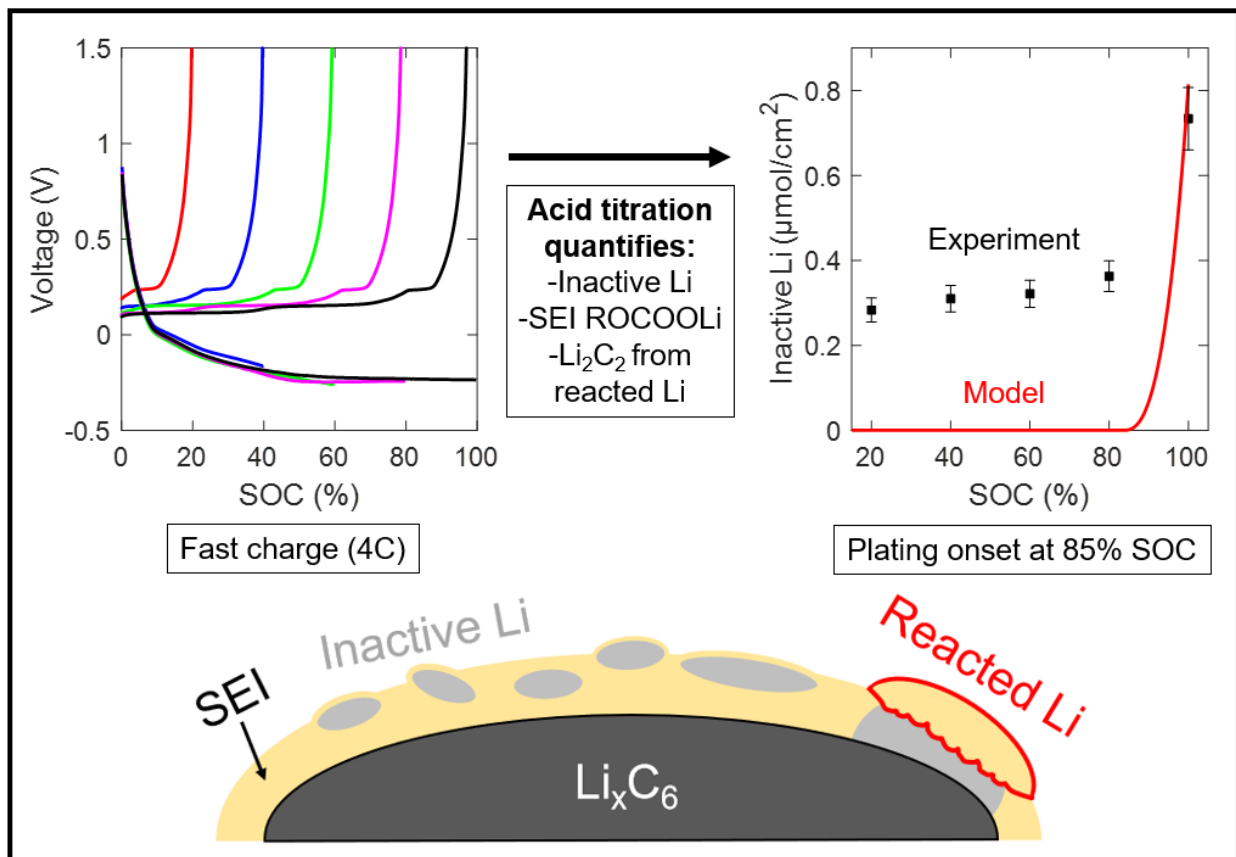 1.5
1
0.5
0
-0.5
Voltage (V)
0 20 40 60 80 100
SOC (%)
Fast charge (4C)
Acid titration
quantifies:
-Inactive Li
-SEI ROCOOLi
-Li₂C₂ from
reacted Li
0.8
0.6
0.4
0.2
0
Inactive Li (μmol/cm²)
Experiment
Model
20 40 60 80 100
SOC (%)
Plating onset at 85% SOC
Inactive Li
Reacted Li
SEI
LiₓC₆